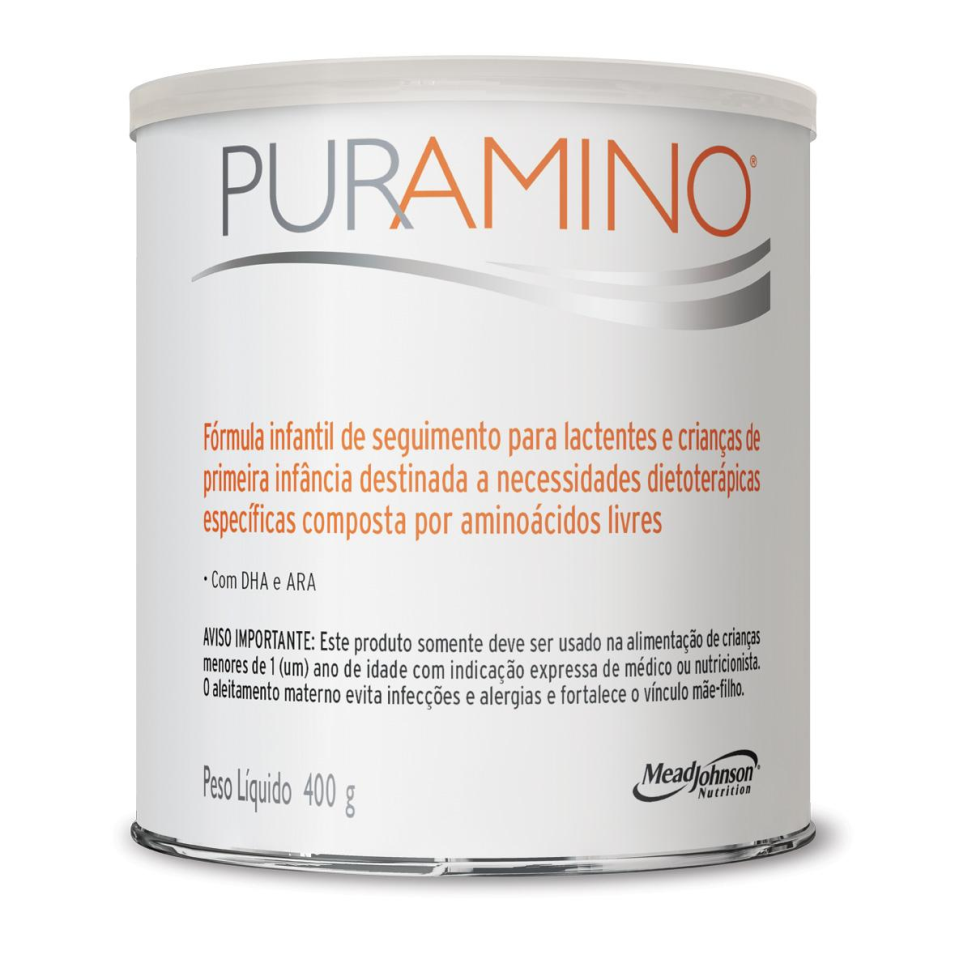 PURAMINO®
Fórmula infantil de seguimento para lactentes e crianças de
primeira infância destinada a necessidades dietoterápicas
específicas composta por aminoácidos livres
• Com DHA e ARA
AVISO IMPORTANTE: Este produto somente deve ser usado na alimentação de crianças
menores de 1 (um) ano de idade com indicação expressa de médico ou nutricionista.
O aleitamento materno evita infecções e alergias e fortalece o vínculo mãe-filho.
Peso Líquido 400 g
MeadJohnson®
Nutrition